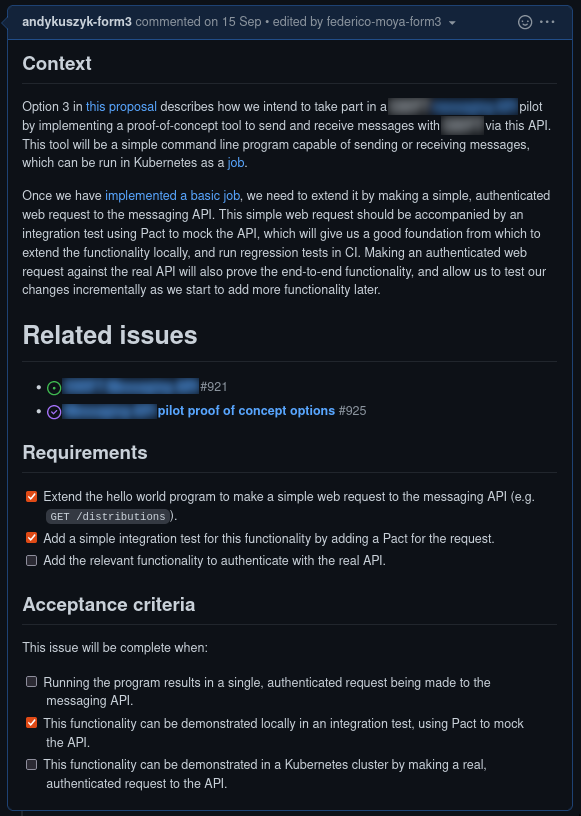 andykuszyk-form3 commented on 15 Sep • edited by federico-moya-form3
Context
Option 3 in this proposal describes how we intend to take part in a pilot
by implementing a proof-of-concept tool to send and receive messages with via this API.
This tool will be a simple command line program capable of sending or receiving messages,
which can be run in Kubernetes as a job.
Once we have implemented a basic job, we need to extend it by making a simple, authenticated
web request to the messaging API. This simple web request should be accompanied by an
integration test using Pact to mock the API, which will give us a good foundation from which to
extend the functionality locally, and run regression tests in CI. Making an authenticated web
request against the real API will also prove the end-to-end functionality, and allow us to test our
changes incrementally as we start to add more functionality later.
Related issues
#921
pilot proof of concept options #925
Requirements
Extend the hello world program to make a simple web request to the messaging API (e.g.
GET /distributions ).
Add a simple integration test for this functionality by adding a Pact for the request.
Add the relevant functionality to authenticate with the real API.
Acceptance criteria
This issue will be complete when:
Running the program results in a single, authenticated request being made to the
messaging API.
This functionality can be demonstrated locally in an integration test, using Pact to mock
the API.
This functionality can be demonstrated in a Kubernetes cluster by making a real,
authenticated request to the API.